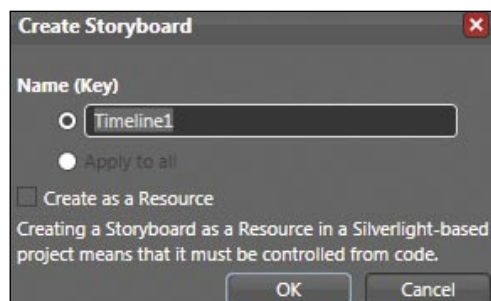 Create Storyboard
Name (Key)
Timeline1
Apply to all
Create as a Resource
Creating a Storyboard as a Resource in a Silverlight-based
project means that it must be controlled from code.
OK Cancel